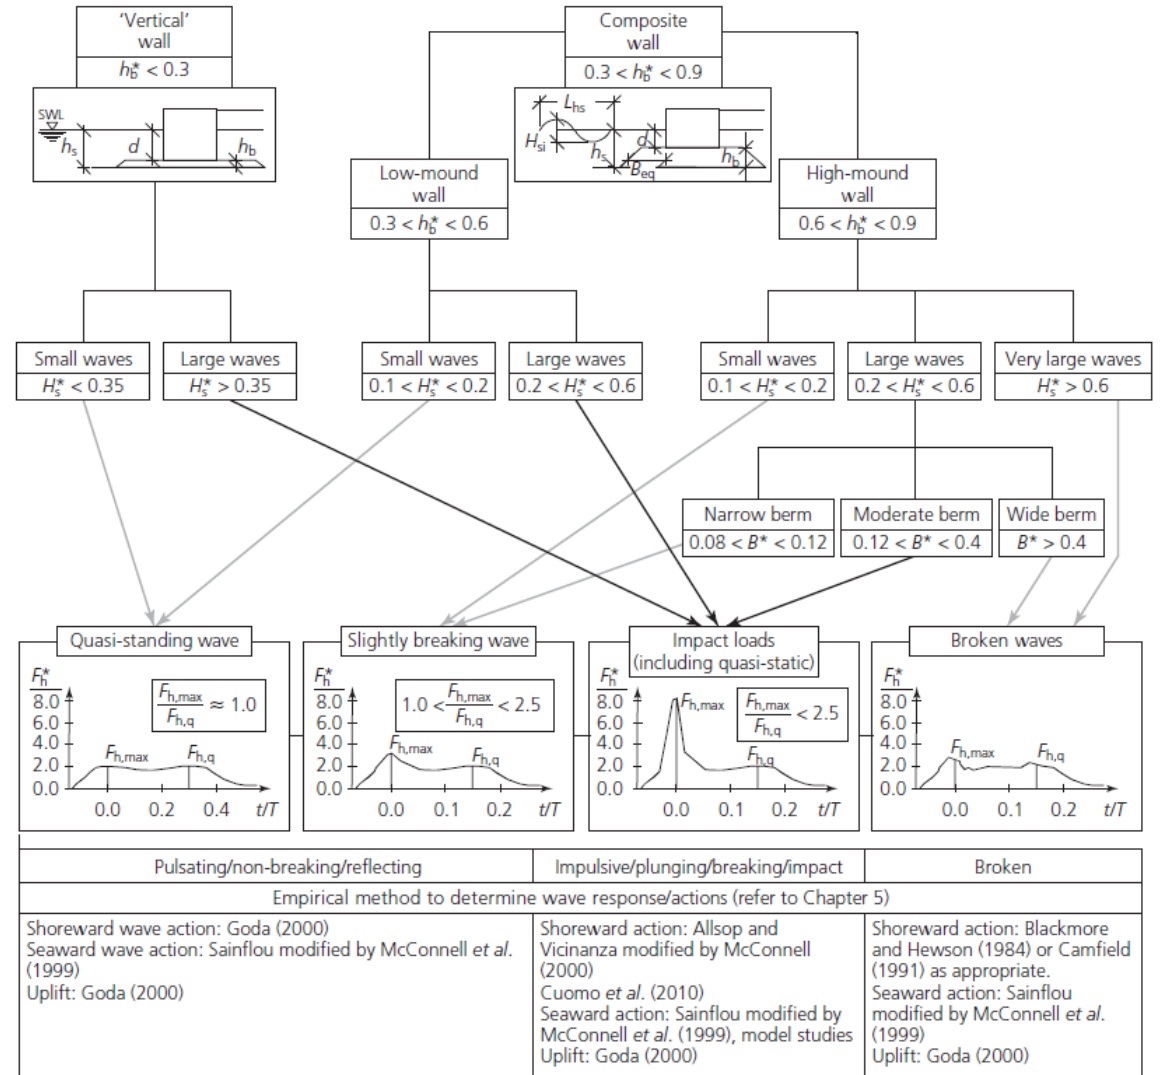 'Vertical'
wall
h*b < 0.3
Composite
wall
0.3 < h*b < 0.9
SWL
hs
d
hb
Lhs
Hsi
hs
d
Beq
hb
Low-mound
wall
0.3 < h*b < 0.6
High-mound
wall
0.6 < h*b < 0.9
Small waves
H*s < 0.35
Large waves
H*s > 0.35
Small waves
0.1 < H*s < 0.2
Large waves
0.2 < H*s < 0.6
Small waves
0.1 < H*s < 0.2
Large waves
0.2 < H*s < 0.6
Very large waves
H*s > 0.6
Narrow berm
0.08 < B* < 0.12
Moderate berm
0.12 < B* < 0.4
Wide berm
B* > 0.4
Quasi-standing wave
F*h
8.0
6.0
4.0
2.0
0.0
Fh,max
Fh,q
≈ 1.0
Fh,max
Fh,q
0.0
0.2
0.4
t/T
Slightly breaking wave
F*h
8.0
6.0
4.0
2.0
0.0
1.0 < Fh,max
Fh,q
< 2.5
Fh,max
Fh,q
0.0
0.1
0.2
t/T
Impact loads
(including quasi-static)
F*h
8.0
6.0
4.0
2.0
0.0
Fh,max
Fh,max
Fh,q
< 2.5
Fh,q
0.0
0.1
0.2
t/T
Broken waves
F*h
8.0
6.0
4.0
2.0
0.0
Fh,max
Fh,q
0.0
0.1
0.2
t/T
Pulsating/non-breaking/reflecting
Impulsive/plunging/breaking/impact
Broken
Empirical method to determine wave response/actions (refer to Chapter 5)
Shoreward wave action: Goda (2000)
Seaward wave action: Sainflou modified by McConnell et al.
(1999)
Uplift: Goda (2000)
Shoreward action: Allsop and
Vicinanza modified by McConnell
(2000)
Cuomo et al. (2010)
Seaward action: Sainflou modified by
McConnell et al. (1999), model studies
Uplift: Goda (2000)
Shoreward action: Blackmore
and Hewson (1984) or Camfield
(1991) as appropriate.
Seaward action: Sainflou
modified by McConnell et al.
(1999)
Uplift: Goda (2000)